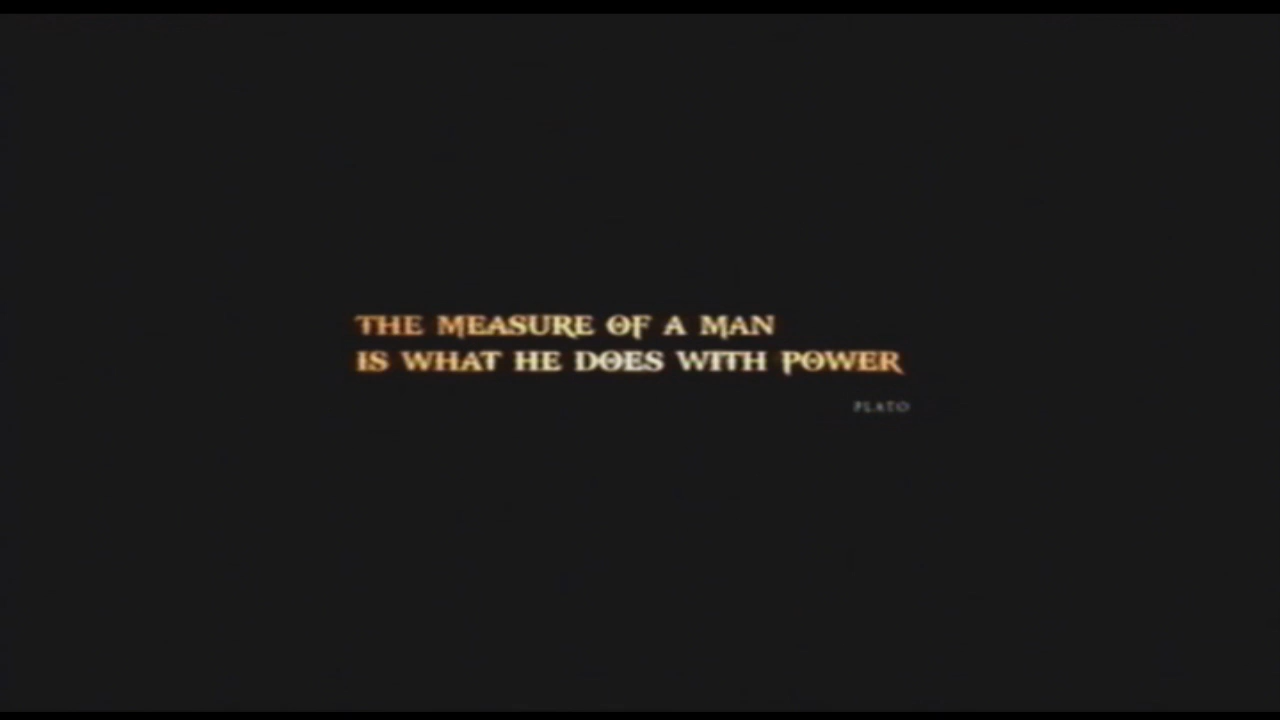 THE MEASURE OF A MAN
IS WHAT HE DOES WITH POWER
PLATO